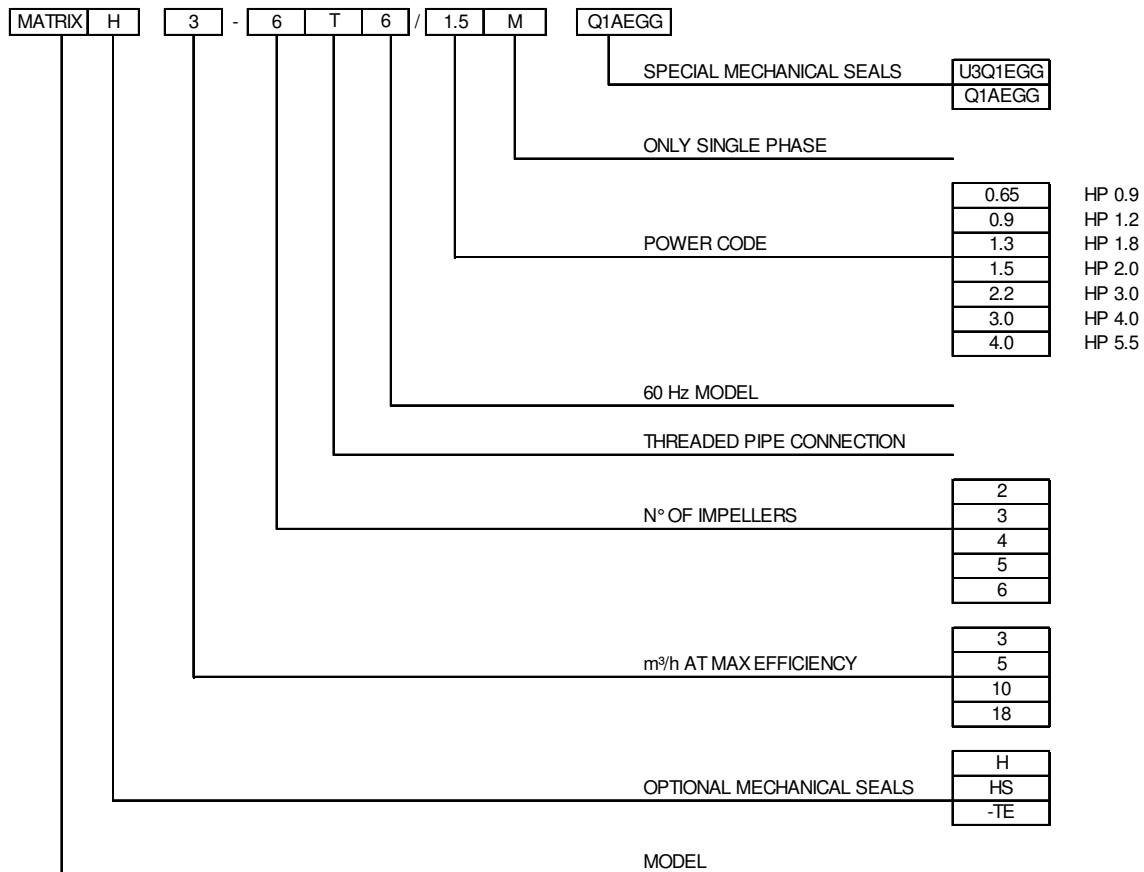 MATRIX H 3 - 6 T 6 / 1.5 M Q1AEGG
SPECIAL MECHANICAL SEALS U3Q1EGG
Q1AEGG
ONLY SINGLE PHASE
0.65 HP 0.9
0.9 HP 1.2
POWER CODE 1.3 HP 1.8
1.5 HP 2.0
2.2 HP 3.0
3.0 HP 4.0
4.0 HP 5.5
60 Hz MODEL
THREADED PIPE CONNECTION
2
N° OF IMPELLERS 3
4
5
6
3
m³/h AT MAX EFFICIENCY 5
10
18
H
OPTIONAL MECHANICAL SEALS HS
-TE
MODEL